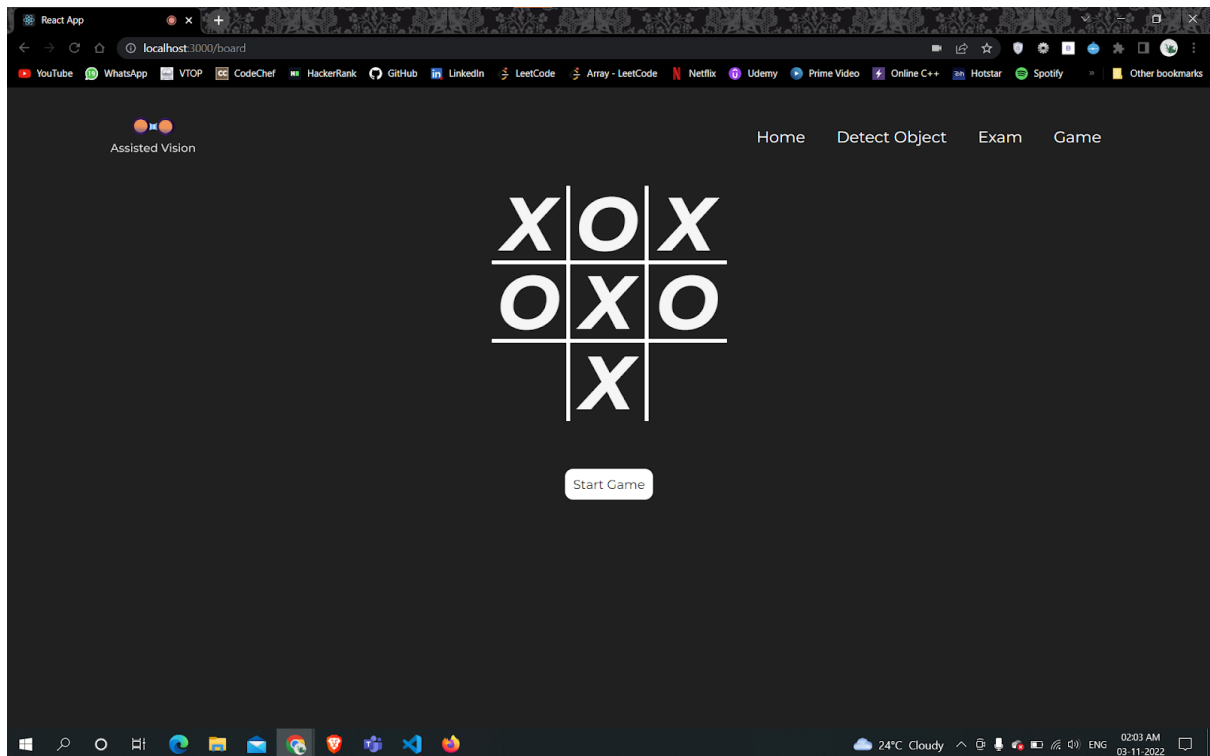 React App
localhost:3000/board
YouTube WhatsApp VTOP CodeChef HackerRank GitHub LinkedIn LeetCode Array - LeetCode Netflix Udemy Prime Video Online C++ Hotstar Spotify » Other bookmarks
Assisted Vision
Home Detect Object Exam Game
X O X
O X O
X
Start Game
24°C Cloudy ENG 02:03 AM
03-11-2022